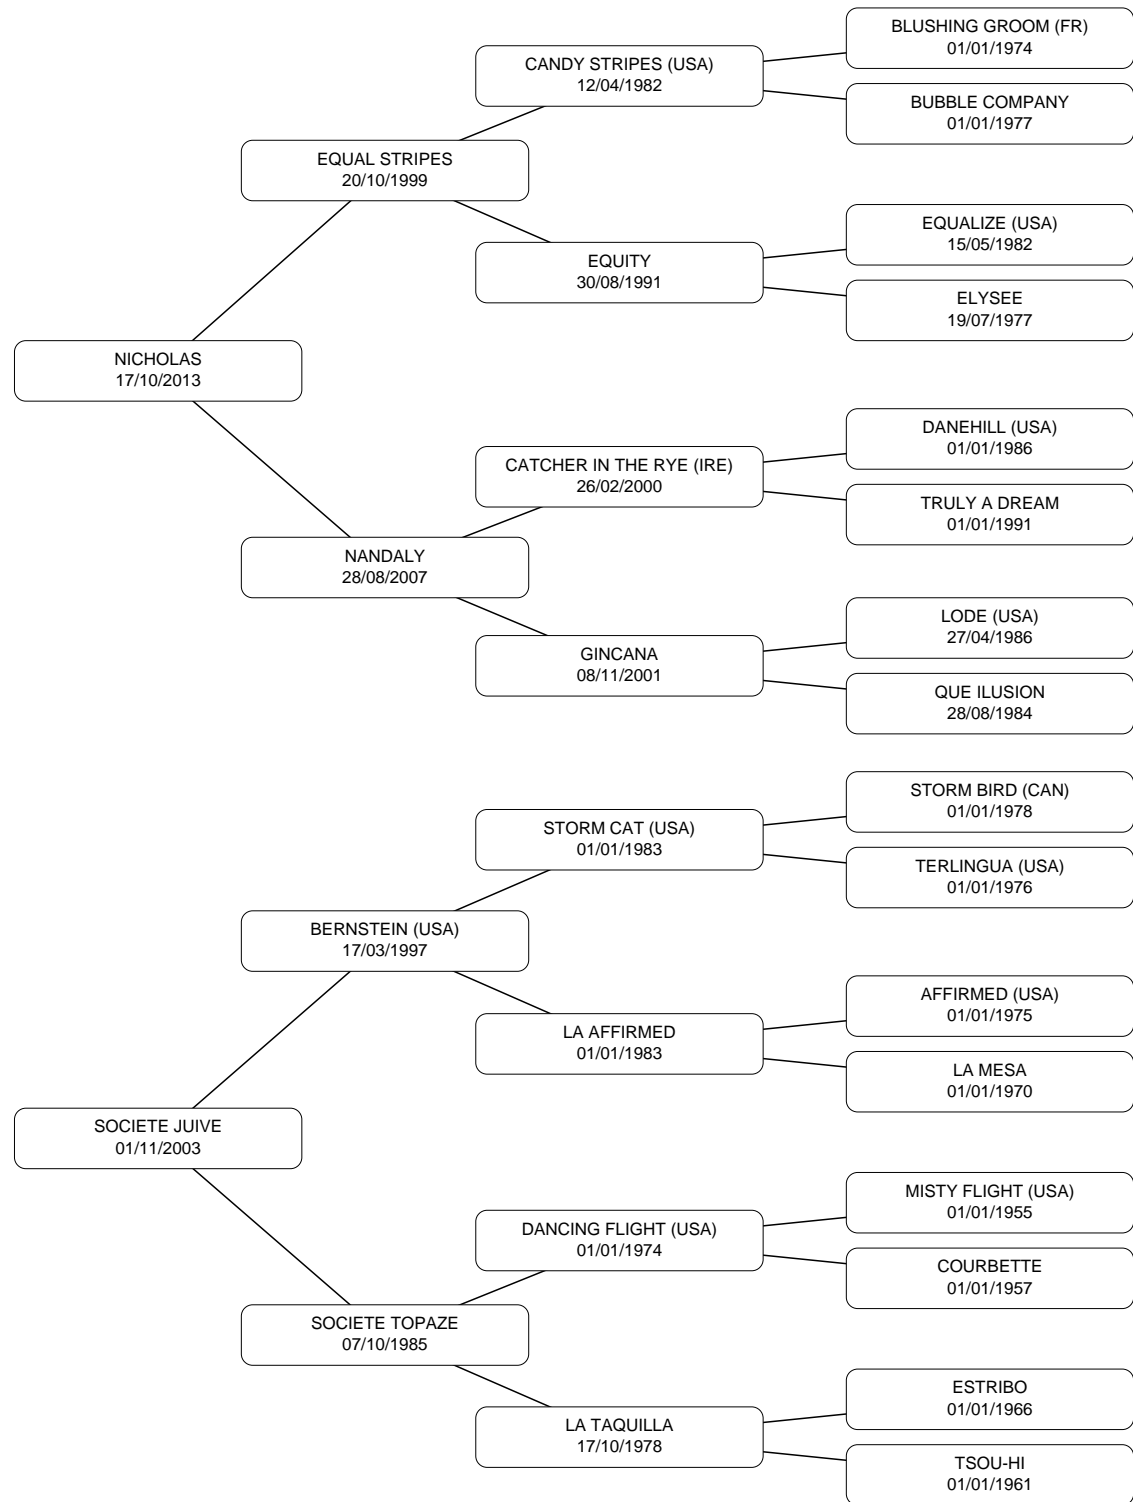 BLUSHING GROOM (FR)
01/01/1974
CANDY STRIPES (USA)
12/04/1982
BUBBLE COMPANY
01/01/1977
EQUAL STRIPES
20/10/1999
EQUALIZE (USA)
15/05/1982
EQUITY
30/08/1991
ELYSEE
19/07/1977
NICHOLAS
17/10/2013
DANEHILL (USA)
01/01/1986
CATCHER IN THE RYE (IRE)
26/02/2000
TRULY A DREAM
01/01/1991
NANDALY
28/08/2007
LODE (USA)
27/04/1986
GINCANA
08/11/2001
QUE ILUSION
28/08/1984
STORM BIRD (CAN)
01/01/1978
STORM CAT (USA)
01/01/1983
TERLINGUA (USA)
01/01/1976
BERNSTEIN (USA)
17/03/1997
AFFIRMED (USA)
01/01/1975
LA AFFIRMED
01/01/1983
LA MESA
01/01/1970
SOCIETE JUIVE
01/11/2003
MISTY FLIGHT (USA)
01/01/1955
DANCING FLIGHT (USA)
01/01/1974
COURBETTE
01/01/1957
SOCIETE TOPAZE
07/10/1985
ESTRIBO
01/01/1966
LA TAQUILLA
17/10/1978
TSOU-HI
01/01/1961